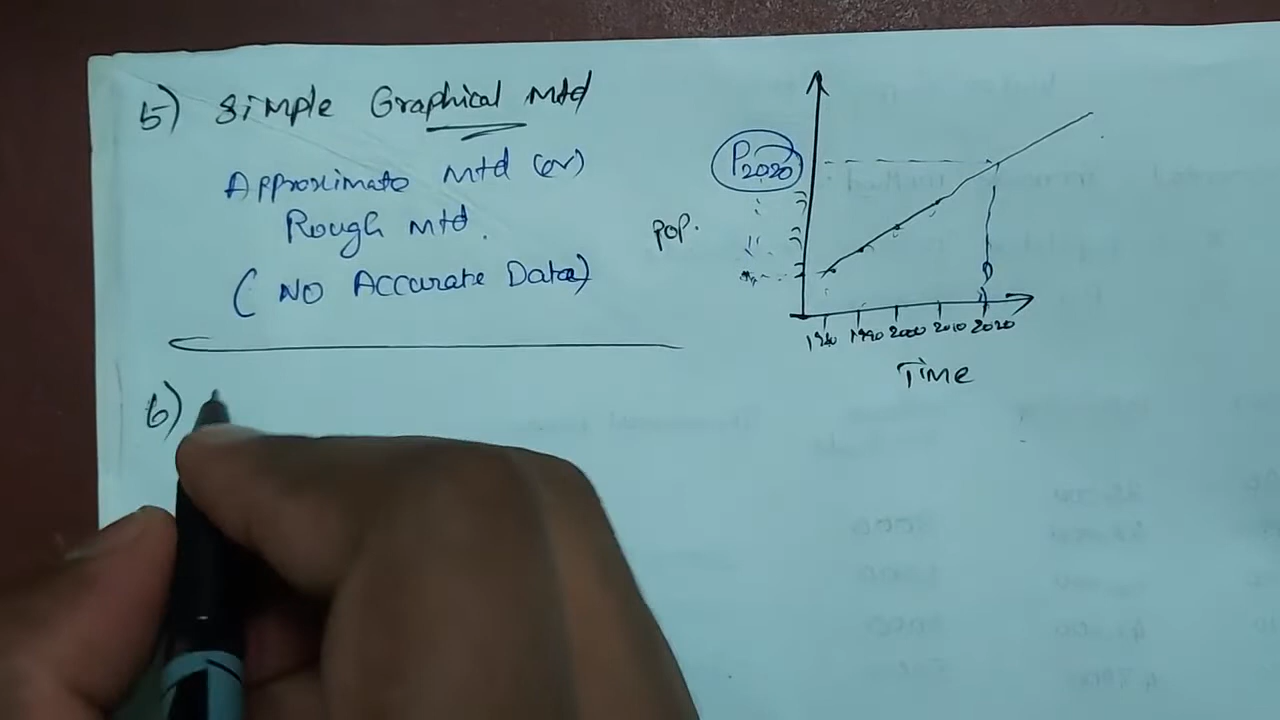 5) Simple Graphical Mtd
Approximate Mtd (or)
Rough Mtd.
(NO Accurate Data)
P2020
pop.
1980 1990 2000 2010 2020
Time
6)